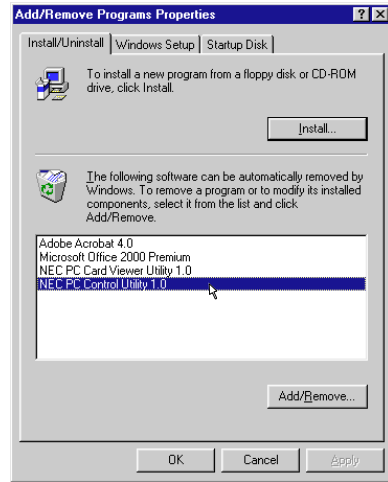 Add/Remove Programs Properties
Install/Uninstall Windows Setup Startup Disk
To install a new program from a floppy disk or CD-ROM
drive, click Install.
Install...
The following software can be automatically removed by
Windows. To remove a program or to modify its installed
components, select it from the list and click
Add/Remove.
Adobe Acrobat 4.0
Microsoft Office 2000 Premium
NEC PC Card Viewer Utility 1.0
NEC PC Control Utility 1.0
Add/Remove...
OK Cancel Apply